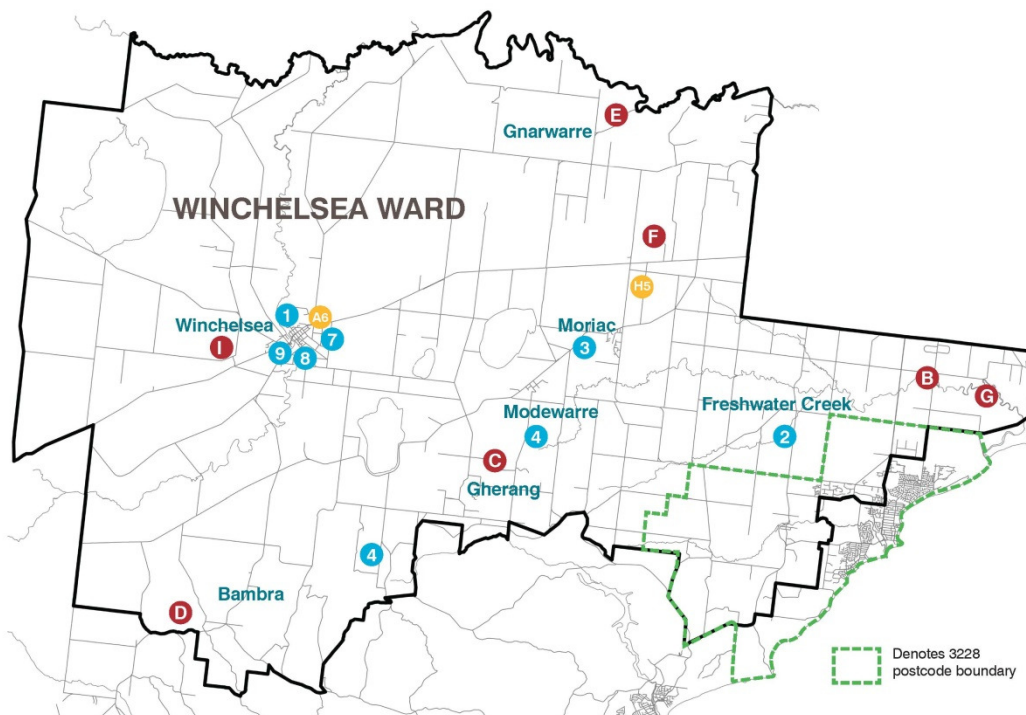 E
Gnarwarre
WINCHELSEA WARD
F
H5
1
A6
Winchelsea
7
Moriac
I
3
9
8
B
G
Modewarre
Freshwater Creek
4
2
C
Gherang
4
Bambra
D
Denotes 3228
postcode boundary